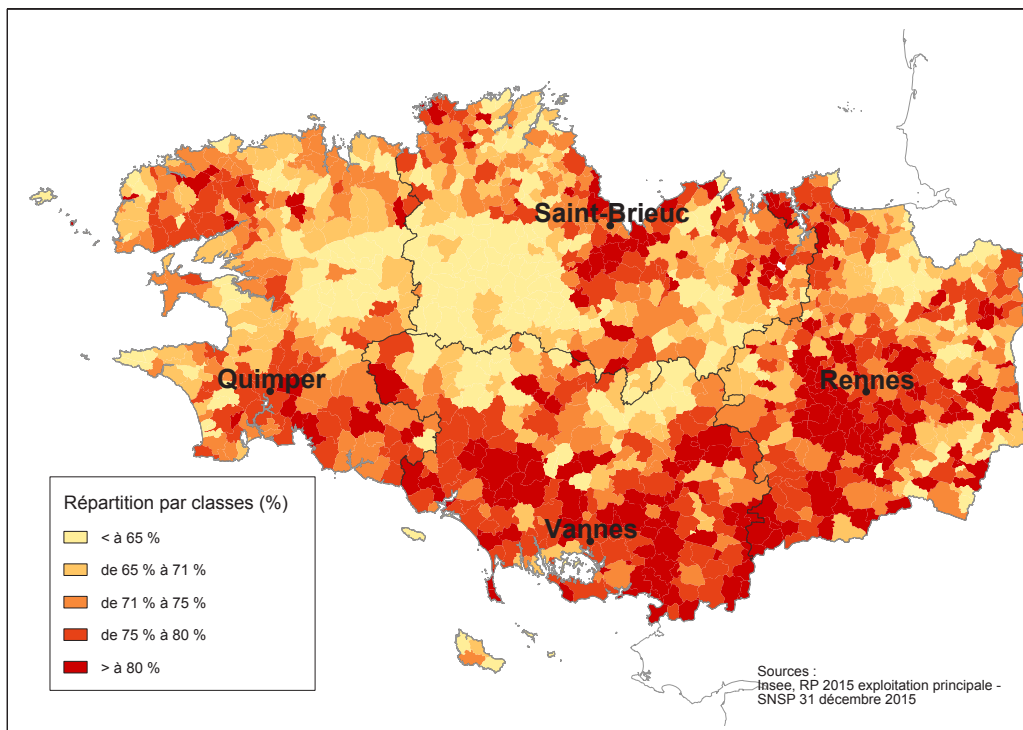 Saint-Brieuc
Quimper
Rennes
Vannes
Répartition par classes (%)
< à 65 %
de 65 % à 71 %
de 71 % à 75 %
de 75 % à 80 %
> à 80 %
Sources :
Insee, RP 2015 exploitation principale -
SNSP 31 décembre 2015